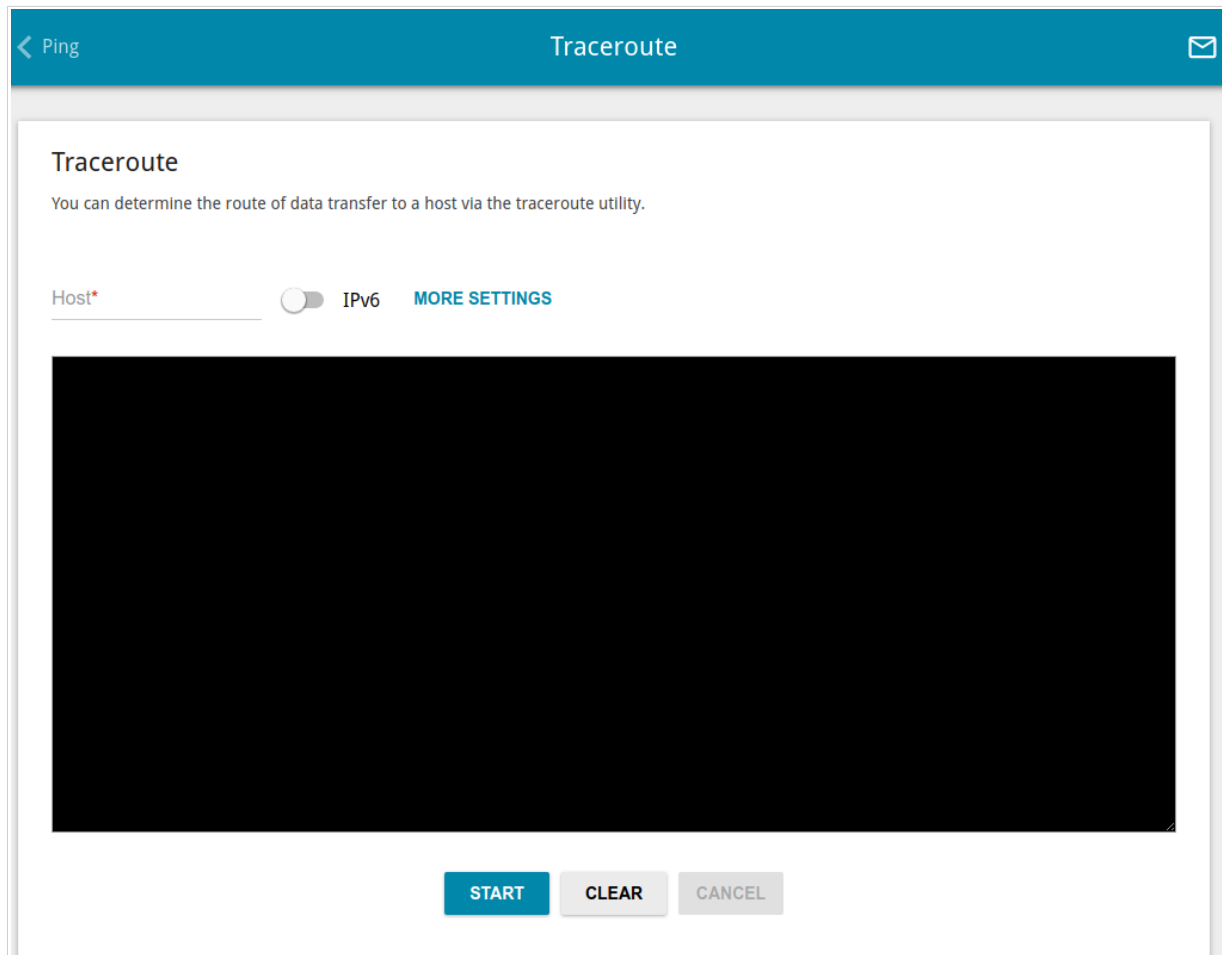 Ping
Traceroute
Traceroute
You can determine the route of data transfer to a host via the traceroute utility.
Host* IPv6 MORE SETTINGS
START CLEAR CANCEL